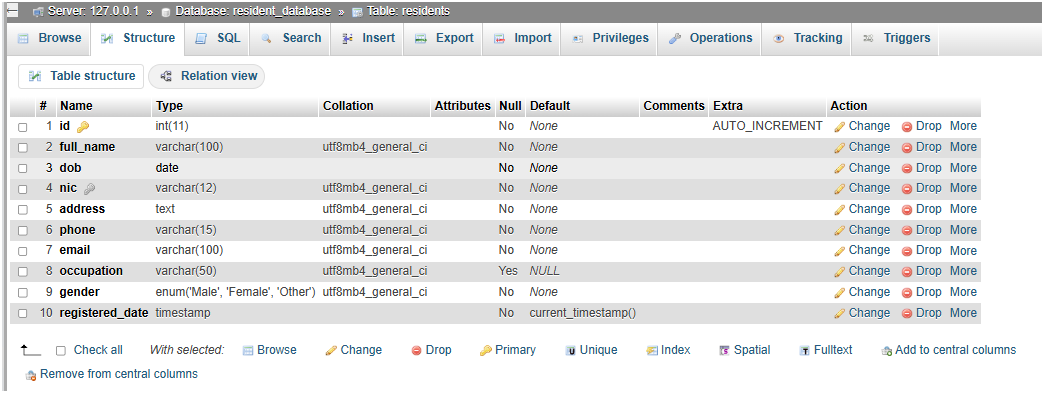 Server: 127.0.0.1 » Database: resident_database » Table: residents
Browse Structure SQL Search Insert Export Import Privileges Operations Tracking Triggers
Table structure Relation view
# Name Type Collation Attributes Null Default Comments Extra Action
1 id int(11) No None AUTO_INCREMENT Change Drop More
2 full_name varchar(100) utf8mb4_general_ci No None Change Drop More
3 dob date No None Change Drop More
4 nic varchar(12) utf8mb4_general_ci No None Change Drop More
5 address text utf8mb4_general_ci No None Change Drop More
6 phone varchar(15) utf8mb4_general_ci No None Change Drop More
7 email varchar(100) utf8mb4_general_ci No None Change Drop More
8 occupation varchar(50) utf8mb4_general_ci Yes NULL Change Drop More
9 gender enum('Male', 'Female', 'Other') utf8mb4_general_ci No None Change Drop More
10 registered_date timestamp No current_timestamp() Change Drop More
Check all With selected: Browse Change Drop Primary Unique Index Spatial Fulltext Add to central columns
Remove from central columns